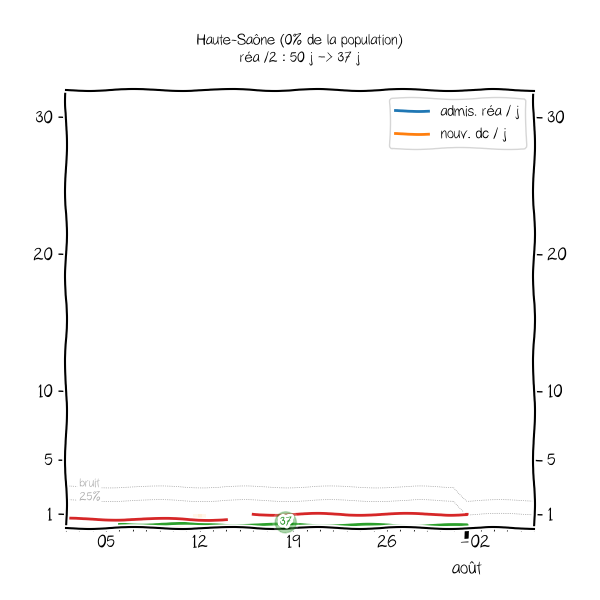 Haute-Saône (0% de la population)
réa /2 : 50 j -> 37 j
admis. réa / j
nouv. dc / j
30
30
20
20
10
10
5
5
bruit
25%
1
1
37
05
12
19
26
02
août